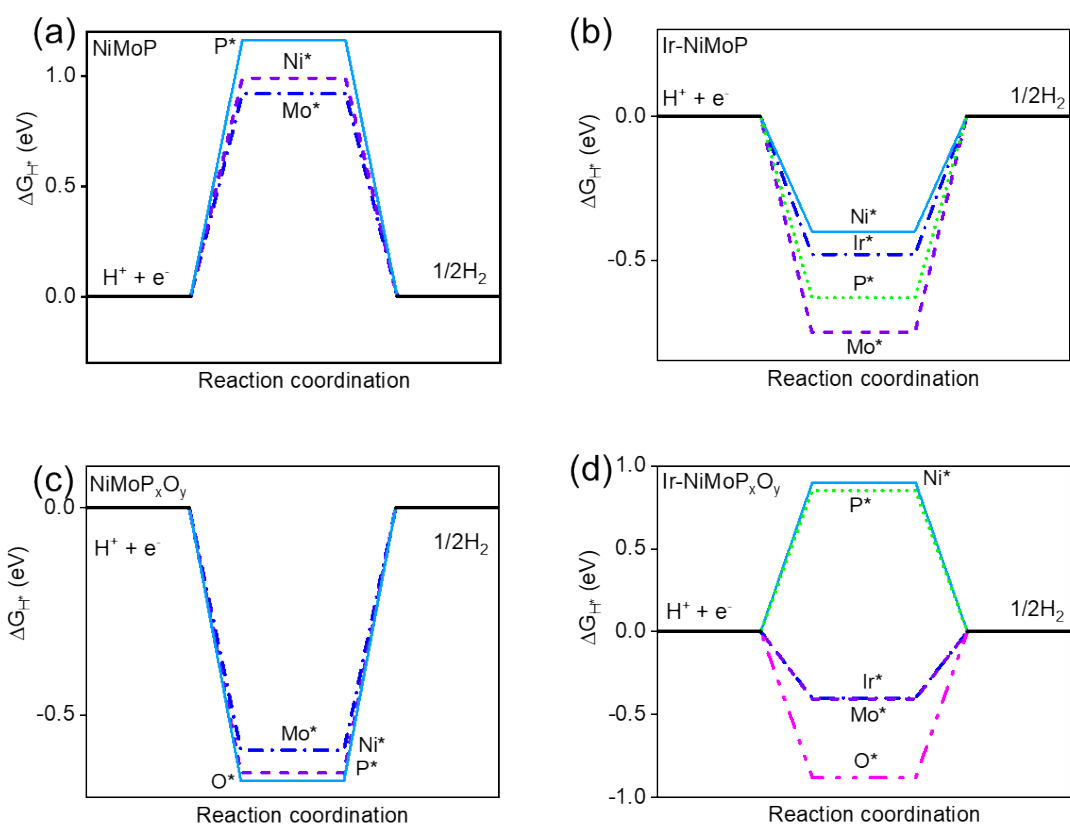 (a)
NiMoP
P*
Ni*
Mo*
1.0
0.5
0.0
ΔG_H* (eV)
H⁺ + e⁻
1/2H₂
Reaction coordination
(b)
Ir-NiMoP
H⁺ + e⁻
1/2H₂
0.0
-0.5
ΔG_H* (eV)
Ni*
Ir*
P*
Mo*
Reaction coordination
(c)
NiMoPₓOᵧ
0.0
-0.5
ΔG_H* (eV)
H⁺ + e⁻
1/2H₂
Mo*
Ni*
P*
O*
Reaction coordination
(d)
Ir-NiMoPₓOᵧ
1.0
0.5
0.0
-0.5
-1.0
ΔG_H* (eV)
Ni*
P*
H⁺ + e⁻
1/2H₂
Ir*
Mo*
O*
Reaction coordination